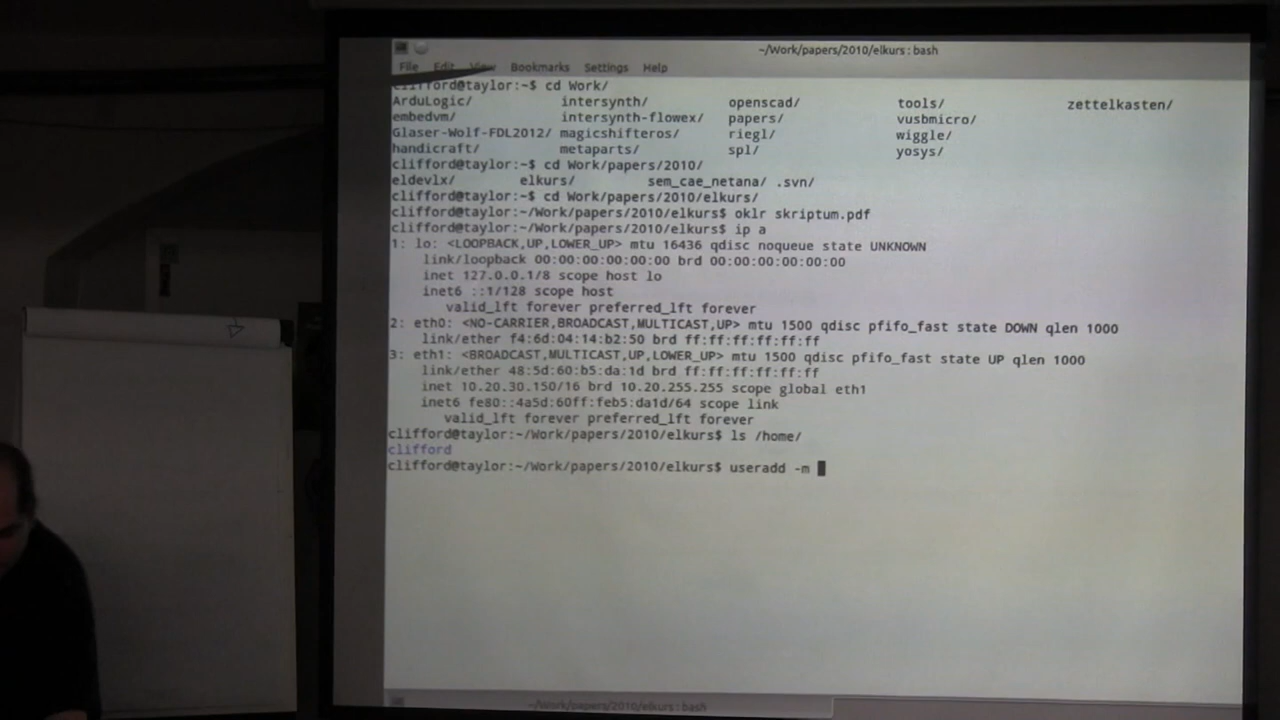 ~/Work/papers/2010/elkurs : bash
File Edit View Bookmarks Settings Help
clifford@taylor:~$ cd Work/
ArduLogic/ intersynth/ openscad/ tools/ zettelkasten/
embedvm/ intersynth-flowex/ papers/ vusbmicro/
Glaser-Wolf-FDL2012/ magicshifteros/ riegl/ wiggle/
handicraft/ metaparts/ spl/ yosys/
clifford@taylor:~$ cd Work/papers/2010/
eldevlx/ elkurs/ sem_cae_netana/ .svn/
clifford@taylor:~$ cd Work/papers/2010/elkurs/
clifford@taylor:~/Work/papers/2010/elkurs$ oklr skriptum.pdf
clifford@taylor:~/Work/papers/2010/elkurs$ ip a
1: lo: <LOOPBACK,UP,LOWER_UP> mtu 16436 qdisc noqueue state UNKNOWN
link/loopback 00:00:00:00:00:00 brd 00:00:00:00:00:00
inet 127.0.0.1/8 scope host lo
inet6 ::1/128 scope host
valid_lft forever preferred_lft forever
2: eth0: <NO-CARRIER,BROADCAST,MULTICAST,UP> mtu 1500 qdisc pfifo_fast state DOWN qlen 1000
link/ether f4:6d:04:14:b2:50 brd ff:ff:ff:ff:ff:ff
3: eth1: <BROADCAST,MULTICAST,UP,LOWER_UP> mtu 1500 qdisc pfifo_fast state UP qlen 1000
link/ether 48:5d:60:b5:da:1d brd ff:ff:ff:ff:ff:ff
inet 10.20.30.150/16 brd 10.20.255.255 scope global eth1
inet6 fe80::4a5d:60ff:feb5:da1d/64 scope link
valid_lft forever preferred_lft forever
clifford@taylor:~/Work/papers/2010/elkurs$ ls /home/
clifford
clifford@taylor:~/Work/papers/2010/elkurs$ useradd -m
~/Work/papers/2010/elkurs : bash